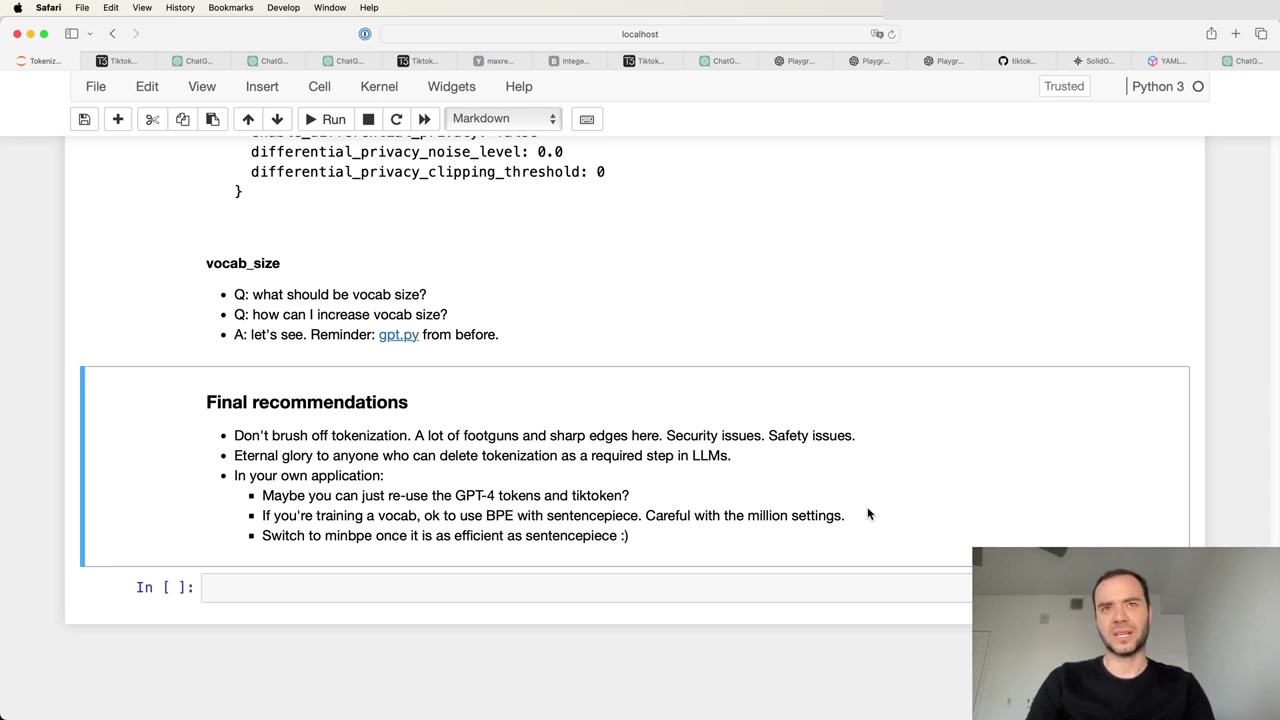 Safari File Edit View History Bookmarks Develop Window Help
localhost
Tokeniz... Tiktok... ChatG... ChatG... ChatG... Tiktok... maxre... Intege... Tiktok... ChatG... Playgr... Playgr... Playgr... tiktok... SolidG... YAML... ChatG...
File Edit View Insert Cell Kernel Widgets Help Trusted Python 3
Run Markdown
differential_privacy_noise_level: 0.0
differential_privacy_clipping_threshold: 0
}
vocab_size
• Q: what should be vocab size?
• Q: how can I increase vocab size?
• A: let's see. Reminder: gpt.py from before.
Final recommendations
• Don't brush off tokenization. A lot of footguns and sharp edges here. Security issues. Safety issues.
• Eternal glory to anyone who can delete tokenization as a required step in LLMs.
• In your own application:
▪ Maybe you can just re-use the GPT-4 tokens and tiktoken?
▪ If you're training a vocab, ok to use BPE with sentencepiece. Careful with the million settings.
▪ Switch to minbpe once it is as efficient as sentencepiece :)
In [ ]: